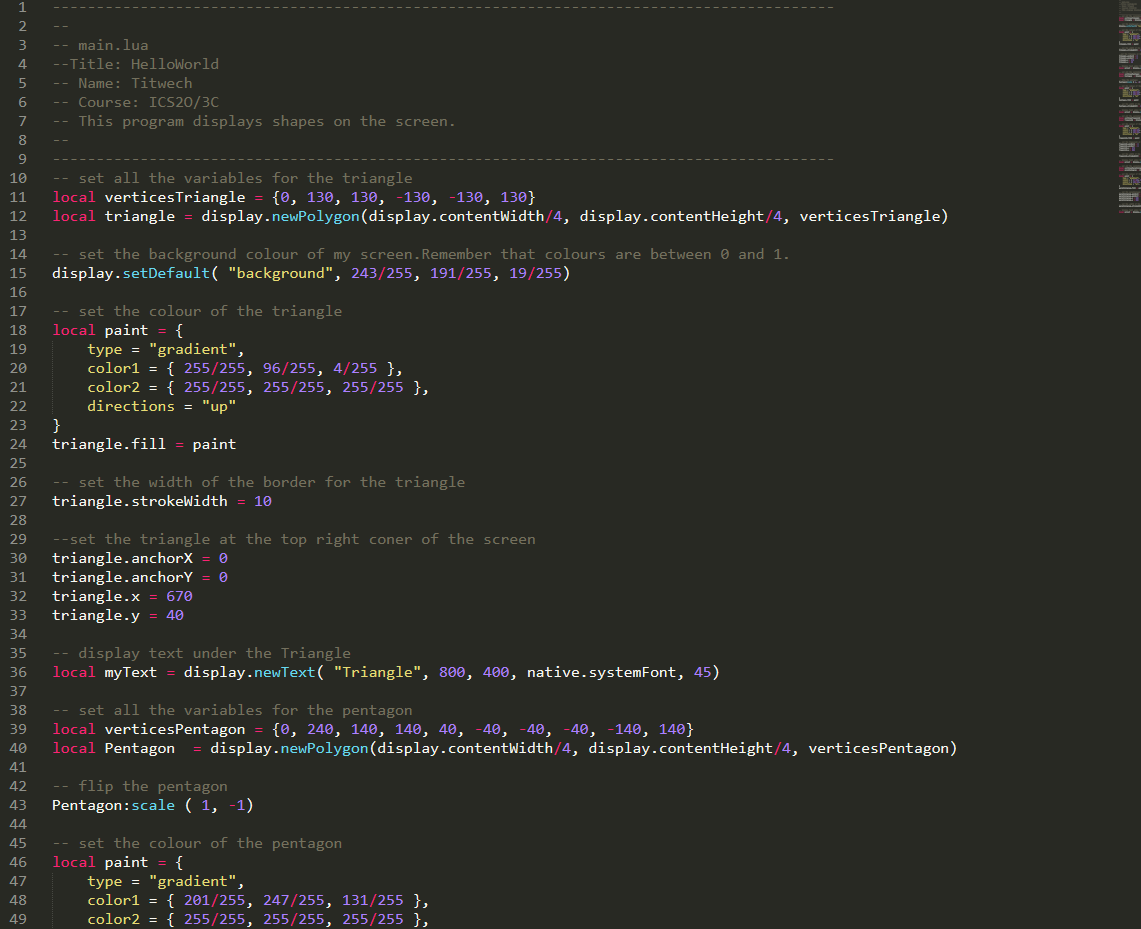 1 -----------------------------------------------------------------------------------------
2 --
3 -- main.lua
4 --Title: HelloWorld
5 -- Name: Titwech
6 -- Course: ICS2O/3C
7 -- This program displays shapes on the screen.
8 --
9 -----------------------------------------------------------------------------------------
10 -- set all the variables for the triangle
11 local verticesTriangle = {0, 130, 130, -130, -130, 130}
12 local triangle = display.newPolygon(display.contentWidth/4, display.contentHeight/4, verticesTriangle)
13
14 -- set the background colour of my screen.Remember that colours are between 0 and 1.
15 display.setDefault( "background", 243/255, 191/255, 19/255)
16
17 -- set the colour of the triangle
18 local paint = {
19     type = "gradient",
20     color1 = { 255/255, 96/255, 4/255 },
21     color2 = { 255/255, 255/255, 255/255 },
22     directions = "up"
23 }
24 triangle.fill = paint
25
26 -- set the width of the border for the triangle
27 triangle.strokeWidth = 10
28
29 --set the triangle at the top right coner of the screen
30 triangle.anchorX = 0
31 triangle.anchorY = 0
32 triangle.x = 670
33 triangle.y = 40
34
35 -- display text under the Triangle
36 local myText = display.newText( "Triangle", 800, 400, native.systemFont, 45)
37
38 -- set all the variables for the pentagon
39 local verticesPentagon = {0, 240, 140, 140, 40, -40, -40, -40, -140, 140}
40 local Pentagon  = display.newPolygon(display.contentWidth/4, display.contentHeight/4, verticesPentagon)
41
42 -- flip the pentagon
43 Pentagon:scale ( 1, -1)
44
45 -- set the colour of the pentagon
46 local paint = {
47     type = "gradient",
48     color1 = { 201/255, 247/255, 131/255 },
49     color2 = { 255/255, 255/255, 255/255 },